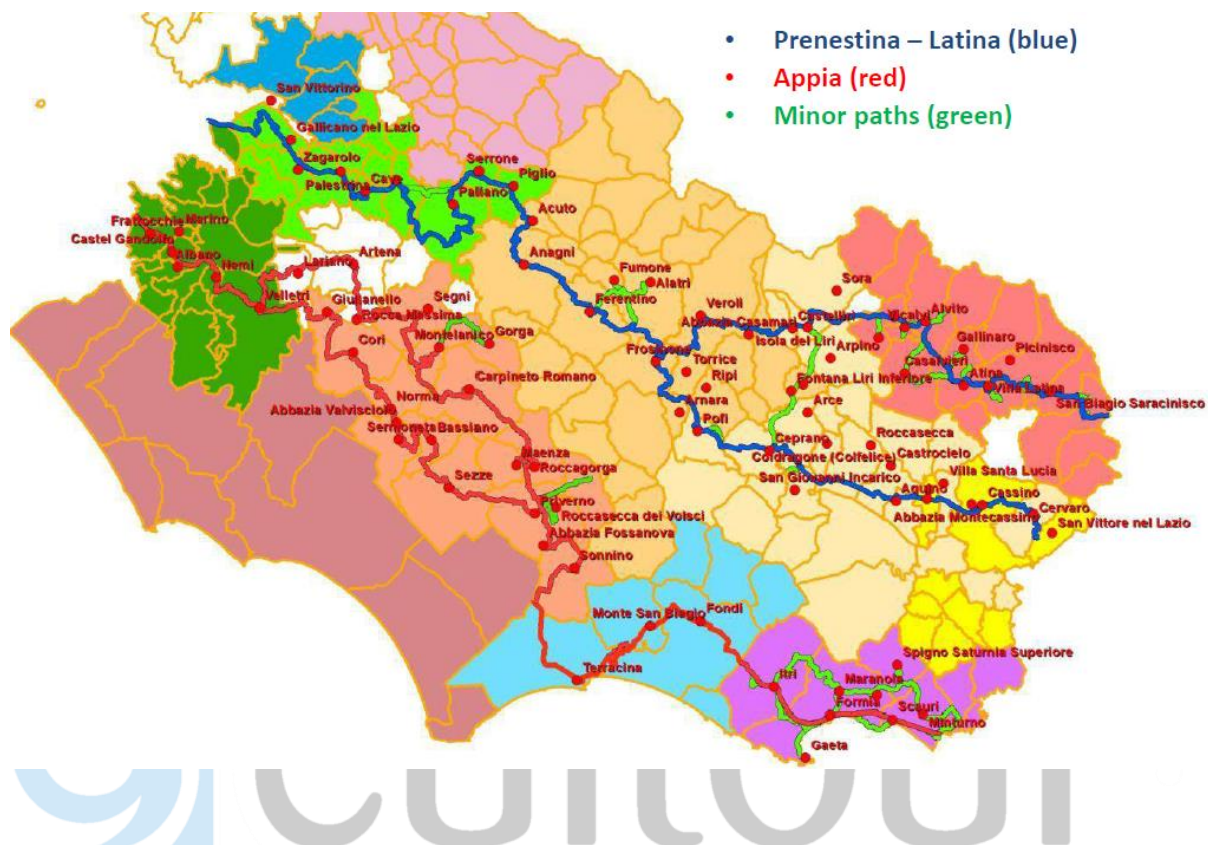 • Prenestina – Latina (blue)
• Appia (red)
• Minor paths (green)
San Vittorino
Gallicano nel Lazio
Zagarolo
Palestrina
Cave
Serrone
Piglio
Paliano
Acuto
Anagni
Frattocchie
Marino
Castel Gandolfo
Albano
Nemi
Lariano
Artena
Velletri
Giulianello
Rocca Massima
Segni
Montelanico
Gorga
Cori
Carpineto Romano
Norma
Abbazia Valvisciolo
Sermoneta
Bassiano
Sezze
Maenza
Roccagorga
Priverno
Roccasecca dei Volsci
Abbazia Fossanova
Sonnino
Fumone
Alatri
Ferentino
Veroli
Abbazia Casamari
Sora
Castelliri
Isola del Liri
Arpino
Vicalvi
Alvito
Gallinaro
Picinisco
Casalvieri
Atina
Villa Latina
San Biagio Saracinisco
Frosinone
Torrice
Ripi
Arnara
Pofi
Fontana Liri Inferiore
Arce
Ceprano
Coldragone (Colfelice)
Roccasecca
Castrocielo
San Giovanni Incarico
Villa Santa Lucia
Aquino
Cassino
Abbazia Montecassino
Cervaro
San Vittore nel Lazio
Monte San Biagio
Fondi
Terracina
Itri
Maranola
Spigno Saturnia Superiore
Formia
Scauri
Minturno
Gaeta